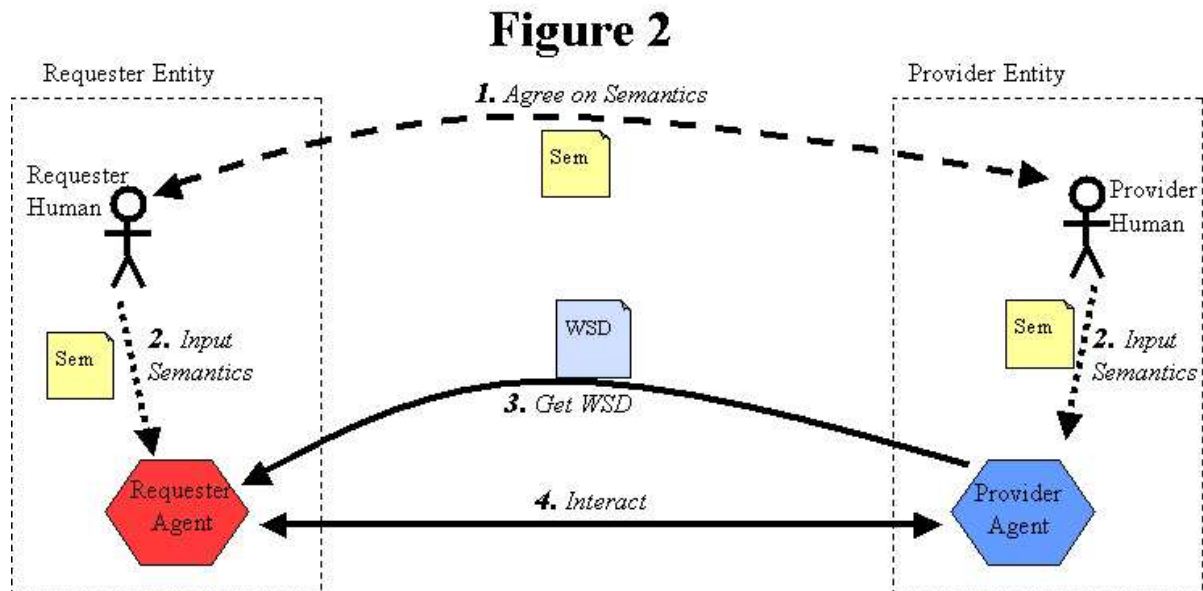 Figure 2
Requester Entity
Provider Entity
1. Agree on Semantics
Sem
Requester
Human
Provider
Human
WSD
Sem
2. Input
Semantics
Sem
2. Input
Semantics
3. Get WSD
Requester
Agent
4. Interact
Provider
Agent